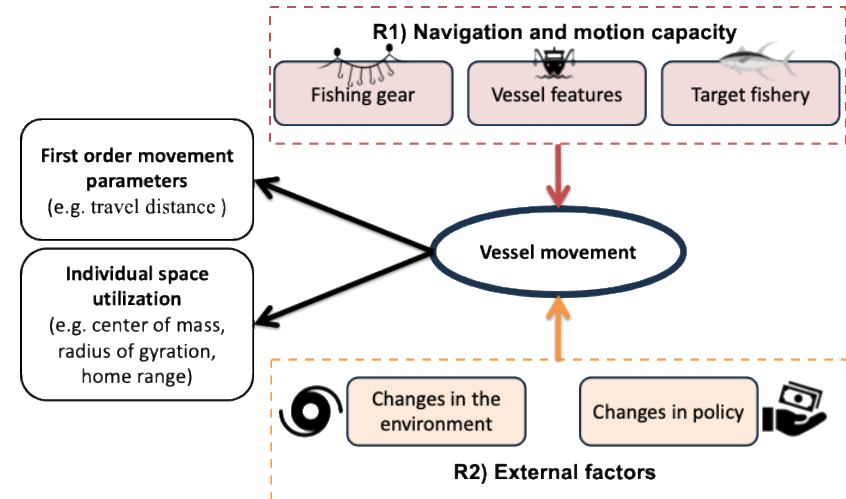 R1) Navigation and motion capacity
Fishing gear
Vessel features
Target fishery
First order movement
parameters
(e.g. travel distance )
Vessel movement
Individual space
utilization
(e.g. center of mass,
radius of gyration,
home range)
Changes in the
environment
Changes in policy
R2) External factors